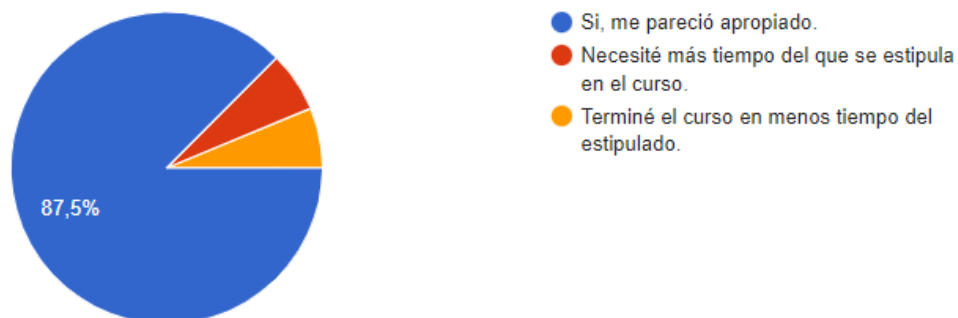 Si, me pareció apropiado.
Necesité más tiempo del que se estipula
en el curso.
Terminé el curso en menos tiempo del
estipulado.
87,5%